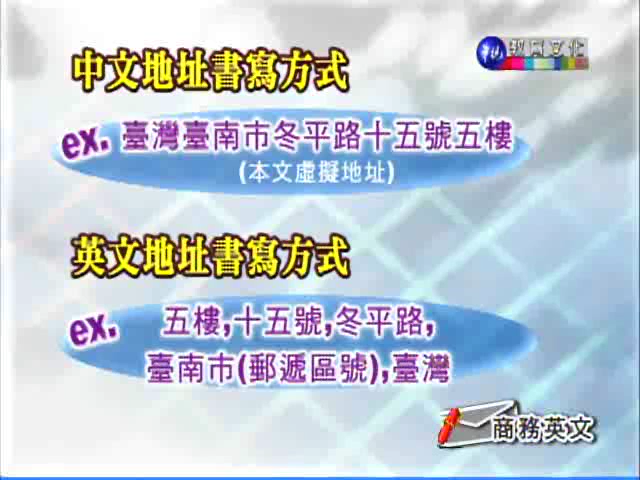 教育文化
中文地址書寫方式
ex. 臺灣臺南市冬平路十五號五樓
(本文虛擬地址)
英文地址書寫方式
ex. 五樓,十五號,冬平路,
臺南市(郵遞區號),臺灣
商務英文